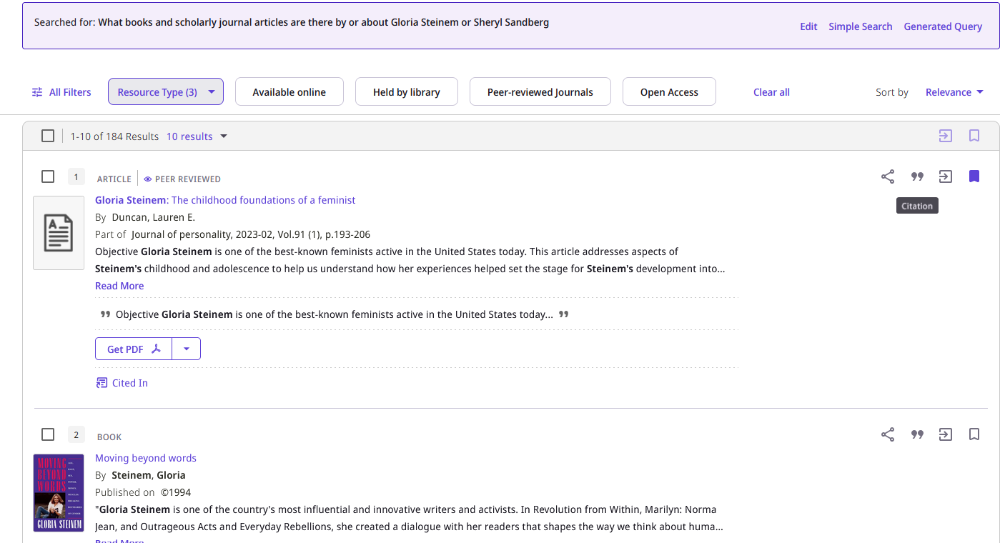 Searched for: What books and scholarly journal articles are there by or about Gloria Steinem or Sheryl Sandberg
Edit Simple Search Generated Query
All Filters Resource Type (3) Available online Held by library Peer-reviewed Journals Open Access Clear all Sort by Relevance
1-10 of 184 Results 10 results
1 ARTICLE PEER REVIEWED
Citation
Gloria Steinem: The childhood foundations of a feminist
By Duncan, Lauren E.
Part of Journal of personality, 2023-02, Vol.91 (1), p.193-206
Objective Gloria Steinem is one of the best-known feminists active in the United States today. This article addresses aspects of
Steinem's childhood and adolescence to help us understand how her experiences helped set the stage for Steinem's development into...
Read More
Objective Gloria Steinem is one of the best-known feminists active in the United States today...
Get PDF
Cited In
2 BOOK
MOVING
BEYOND
WORDS
GLORIA STEINEM
Moving beyond words
By Steinem, Gloria
Published on ©1994
"Gloria Steinem is one of the country's most influential and innovative writers and activists. In Revolution from Within, Marilyn: Norma
Jean, and Outrageous Acts and Everyday Rebellions, she created a dialogue with her readers that shapes the way we think about huma...
Read More